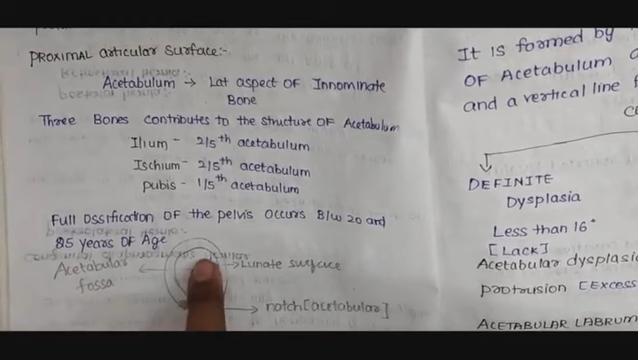 PROXIMAL articular surface:-
Acetabulum → Lat aspect OF Innominate
Bone
Three Bones contributes to the structure OF Acetabulum
Ilium - 2/5th acetabulum
Ischium - 2/5th acetabulum
pubis - 1/5th acetabulum
Full ossification OF the pelvis occurs B/w 20 and
85 years OF Age
Acetabular
fossa
Lunate surface
notch[acetabular]
It IS formed by
OF Acetabulum
and a vertical line
DEFINITE
Dysplasia
Less than 16°
[Lack]
Acetabular dysplasia
protrusion [Excess
ACETABULAR LABRUM